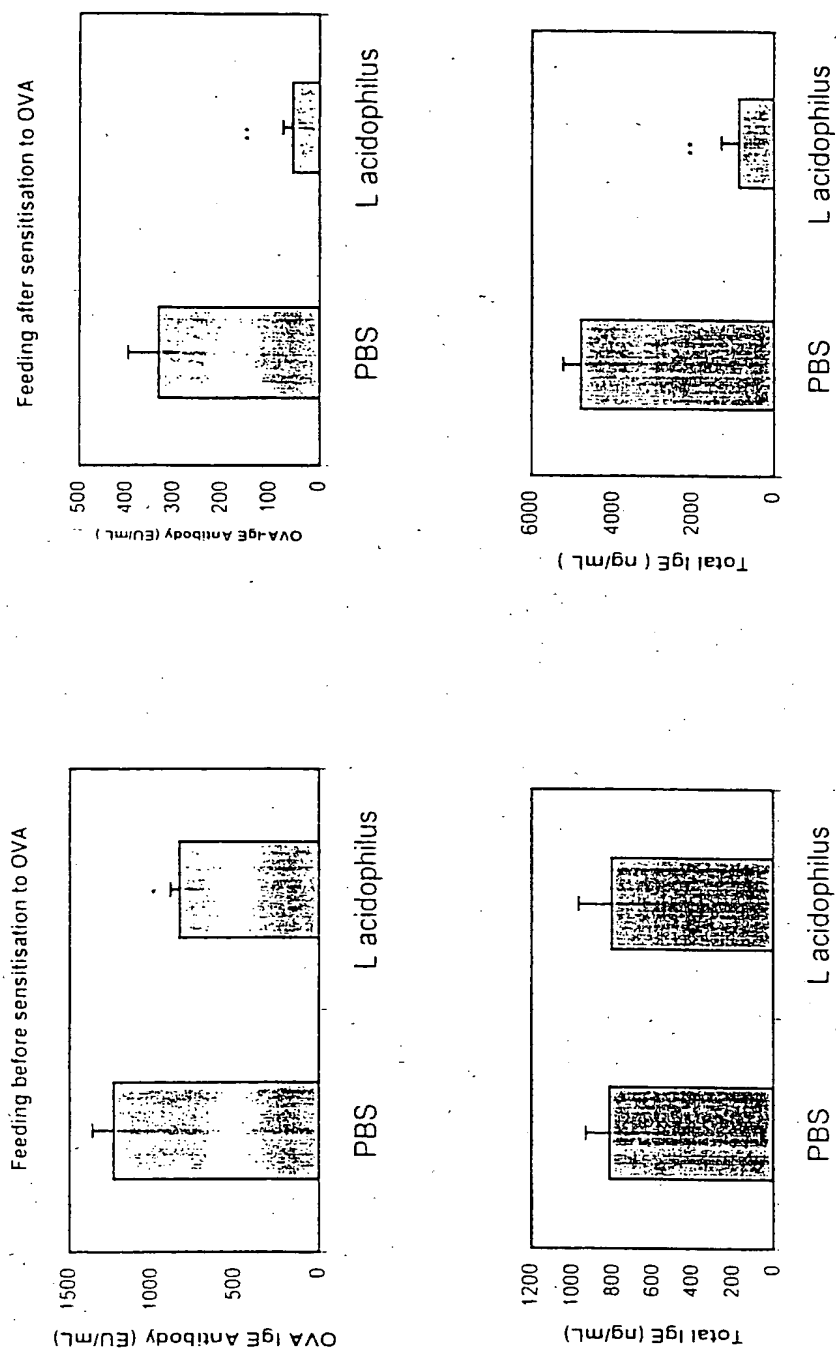 Feeding before sensitisation to OVA
OVA IgE Antibody (EU/mL)
1500
1000
500
0
PBS
L acidophilus
Feeding after sensitisation to OVA
OVA-IgE Antibody (EU/mL )
500
400
300
200
100
0
PBS
L acidophilus
Total IgE (ng/mL)
1200
1000
800
600
400
200
0
PBS
L acidophilus
Total IgE ( ng/mL )
6000
4000
2000
0
PBS
L acidophilus